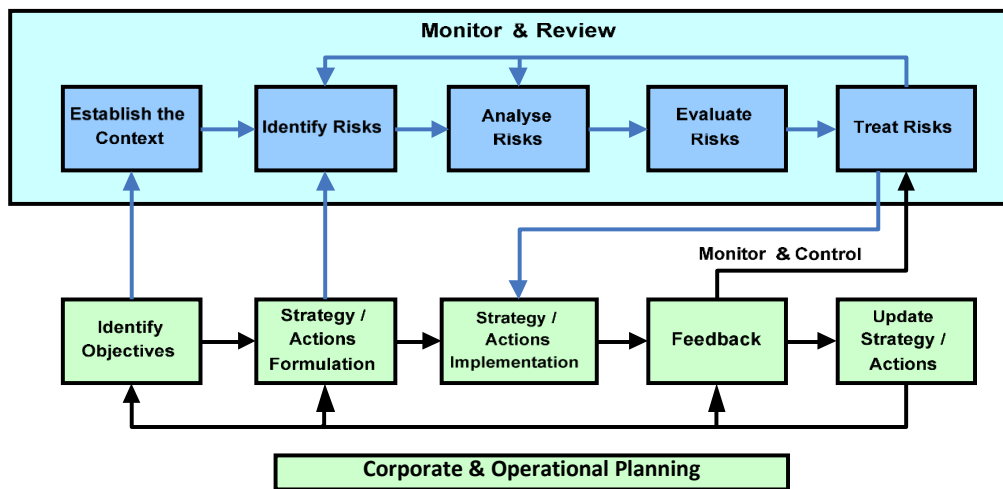 Monitor & Review
Establish the
Context
Identify Risks
Analyse
Risks
Evaluate
Risks
Treat Risks
Monitor & Control
Identify
Objectives
Strategy /
Actions
Formulation
Strategy /
Actions
Implementation
Feedback
Update
Strategy /
Actions
Corporate & Operational Planning